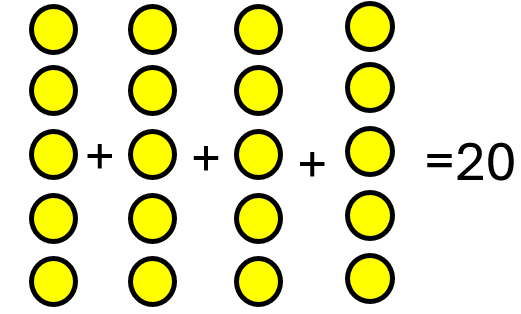 + + + =20